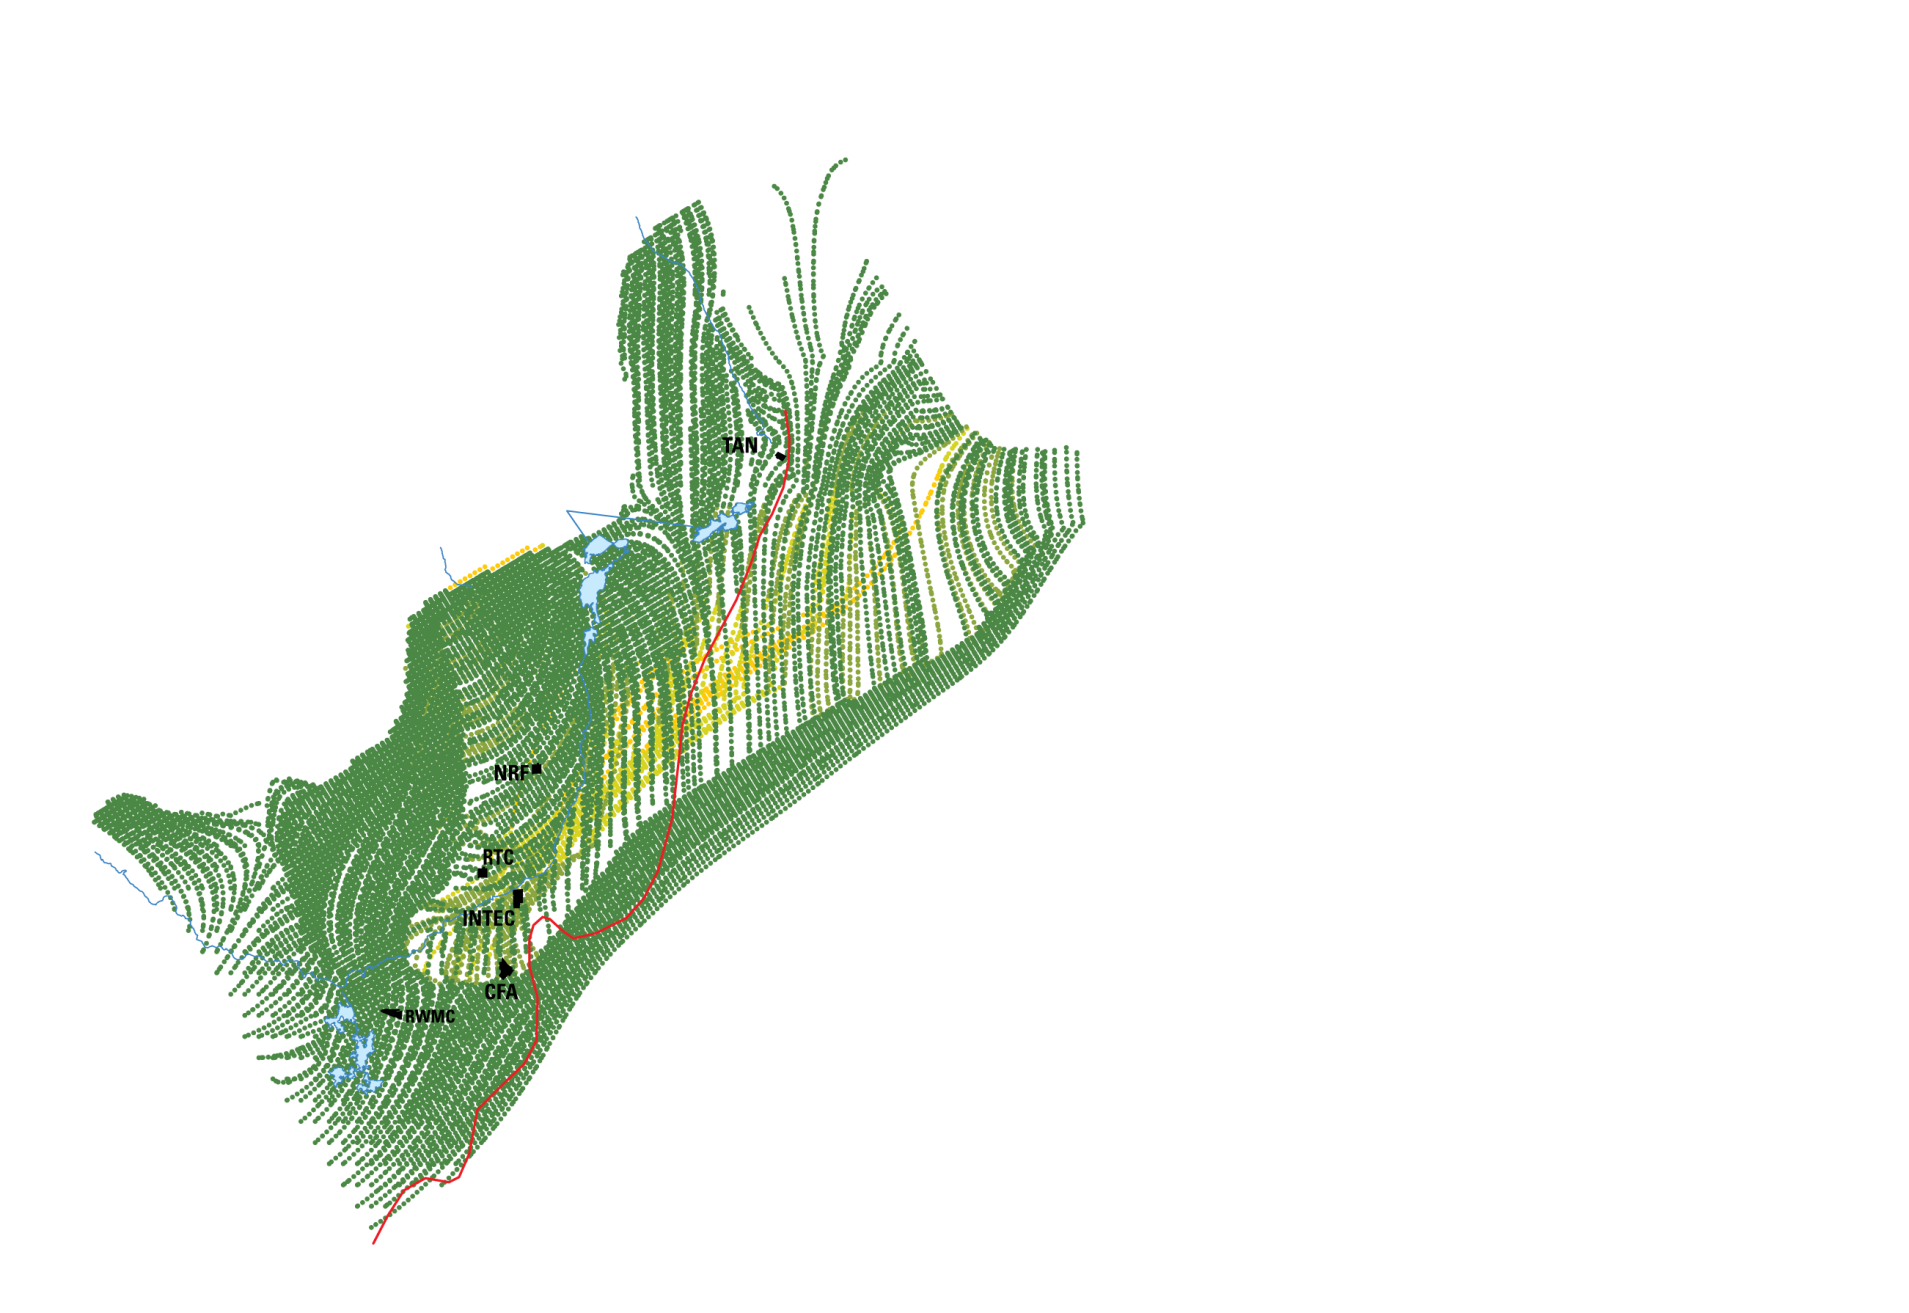 TAN
NRF
RTC
INTEC
CFA
RWMC